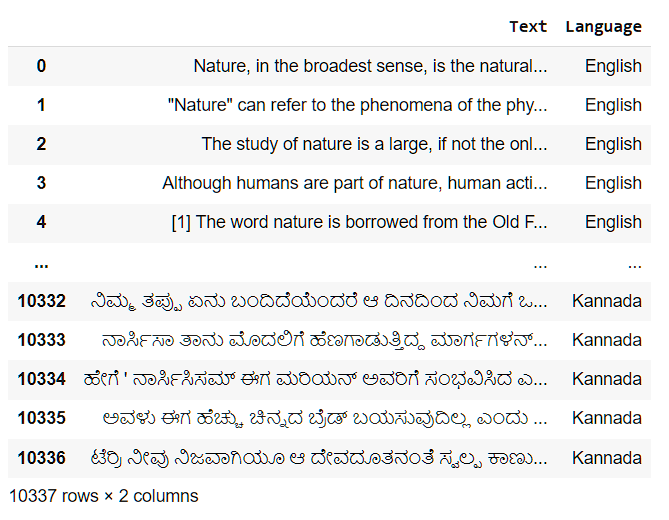 Text Language
0 Nature, in the broadest sense, is the natural... English
1 "Nature" can refer to the phenomena of the phy... English
2 The study of nature is a large, if not the onl... English
3 Although humans are part of nature, human acti... English
4 [1] The word nature is borrowed from the Old F... English
... ... ...
10332 ನಿಮ್ಮ ತಪ್ಪು ಏನು ಬಂದಿದೆಯೆಂದರೆ ಆ ದಿನದಿಂದ ನಿಮಗೆ ಒ... Kannada
10333 ನಾರ್ಸಿಸಾ ತಾನು ಮೊದಲಿಗೆ ಹೆಣಗಾಡುತ್ತಿದ್ದ ಮಾರ್ಗಗಳನ್... Kannada
10334 ಹೇಗೆ ' ನಾರ್ಸಿಸಿಸಮ್ ಈಗ ಮರಿಯನ್ ಅವರಿಗೆ ಸಂಭವಿಸಿದ ಎ... Kannada
10335 ಅವಳು ಈಗ ಹೆಚ್ಚು ಚಿನ್ನದ ಬ್ರೆಡ್ ಬಯಸುವುದಿಲ್ಲ ಎಂದು ... Kannada
10336 ಟೆರ್ರಿ ನೀವು ನಿಜವಾಗಿಯೂ ಆ ದೇವದೂತನಂತೆ ಸ್ವಲ್ಪ ಕಾಣು... Kannada
10337 rows × 2 columns